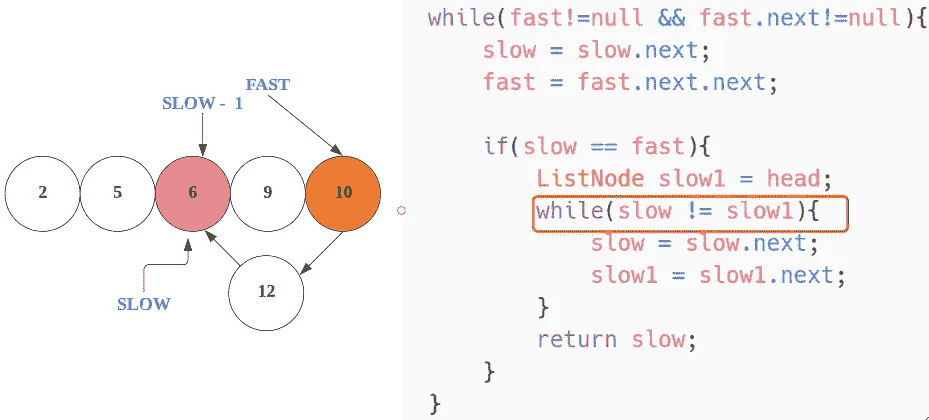 FAST
SLOW - 1
2 5 6 9 10
12
SLOW
while(fast!=null && fast.next!=null){
slow = slow.next;
fast = fast.next.next;
if(slow == fast){
ListNode slow1 = head;
while(slow != slow1){
slow = slow.next;
slow1 = slow1.next;
}
return slow;
}
}